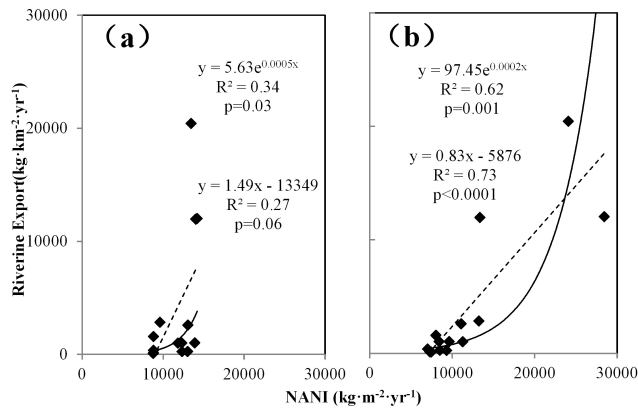 (a)
y = 5.63e^0.0005x
R² = 0.34
p=0.03
y = 1.49x - 13349
R² = 0.27
p=0.06
30000
20000
10000
0
0
10000
20000
30000
Riverine Export(kg·km⁻²·yr⁻¹)
(b)
y = 97.45e^0.0002x
R² = 0.62
p=0.001
y = 0.83x - 5876
R² = 0.73
p<0.0001
0
10000
20000
30000
NANI (kg·m⁻²·yr⁻¹)